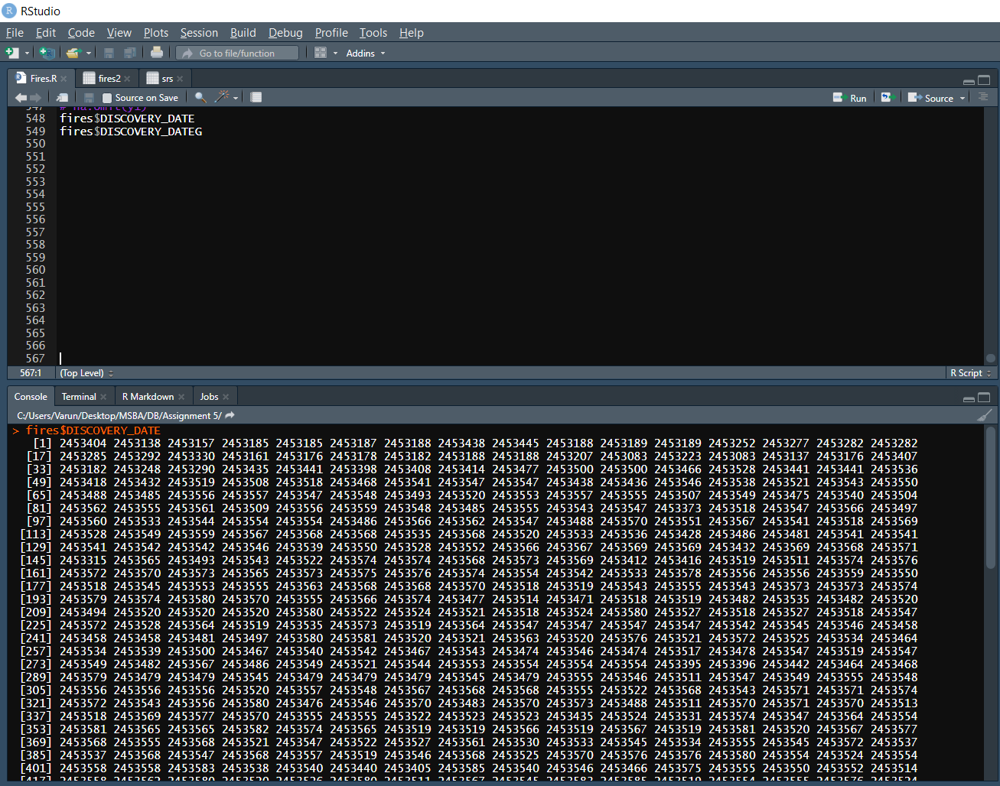 RStudio
File Edit Code View Plots Session Build Debug Profile Tools Help
Go to file/function Addins
Fires.R fires2 srs
Source on Save Run Source
547 # na.omit(y1)
548 fires$DISCOVERY_DATE
549 fires$DISCOVERY_DATEG
550
551
552
553
554
555
556
557
558
559
560
561
562
563
564
565
566
567
567:1 (Top Level) R Script
Console Terminal R Markdown Jobs
C:/Users/Varun/Desktop/MSBA/DB/Assignment 5/
> fires$DISCOVERY_DATE
[1] 2453404 2453138 2453157 2453185 2453185 2453187 2453188 2453438 2453445 2453188 2453189 2453189 2453252 2453277 2453282 2453282
[17] 2453285 2453292 2453330 2453161 2453176 2453178 2453182 2453188 2453188 2453207 2453083 2453223 2453083 2453137 2453176 2453407
[33] 2453182 2453248 2453290 2453435 2453441 2453398 2453408 2453414 2453477 2453500 2453500 2453466 2453528 2453441 2453441 2453536
[49] 2453418 2453432 2453519 2453508 2453518 2453468 2453541 2453547 2453547 2453438 2453436 2453546 2453538 2453521 2453543 2453550
[65] 2453488 2453485 2453556 2453557 2453547 2453548 2453493 2453520 2453553 2453557 2453555 2453507 2453549 2453475 2453540 2453504
[81] 2453562 2453555 2453561 2453509 2453556 2453559 2453548 2453485 2453555 2453543 2453547 2453373 2453518 2453547 2453566 2453497
[97] 2453560 2453533 2453544 2453554 2453554 2453486 2453566 2453562 2453547 2453488 2453570 2453551 2453567 2453541 2453518 2453569
[113] 2453528 2453549 2453559 2453567 2453568 2453568 2453535 2453568 2453520 2453533 2453536 2453428 2453486 2453481 2453541 2453541
[129] 2453541 2453542 2453542 2453546 2453539 2453550 2453528 2453552 2453566 2453567 2453569 2453569 2453432 2453569 2453568 2453571
[145] 2453315 2453565 2453493 2453543 2453522 2453574 2453574 2453568 2453573 2453569 2453412 2453416 2453519 2453511 2453574 2453576
[161] 2453572 2453570 2453573 2453565 2453573 2453575 2453576 2453574 2453554 2453542 2453533 2453578 2453556 2453556 2453559 2453550
[177] 2453518 2453545 2453553 2453555 2453563 2453568 2453568 2453570 2453518 2453519 2453543 2453555 2453543 2453573 2453573 2453574
[193] 2453579 2453574 2453580 2453570 2453555 2453566 2453574 2453477 2453514 2453471 2453518 2453519 2453482 2453535 2453482 2453520
[209] 2453494 2453520 2453520 2453520 2453580 2453522 2453524 2453521 2453518 2453524 2453580 2453527 2453518 2453527 2453518 2453547
[225] 2453572 2453528 2453564 2453519 2453535 2453573 2453519 2453564 2453547 2453547 2453547 2453547 2453542 2453545 2453546 2453458
[241] 2453458 2453458 2453481 2453497 2453580 2453581 2453520 2453521 2453563 2453520 2453576 2453521 2453572 2453525 2453534 2453464
[257] 2453534 2453539 2453500 2453467 2453540 2453542 2453467 2453543 2453474 2453546 2453474 2453517 2453478 2453547 2453519 2453547
[273] 2453549 2453482 2453567 2453486 2453549 2453521 2453544 2453553 2453554 2453554 2453554 2453395 2453396 2453442 2453464 2453468
[289] 2453579 2453479 2453479 2453545 2453479 2453479 2453479 2453545 2453479 2453555 2453546 2453511 2453547 2453549 2453555 2453548
[305] 2453556 2453556 2453556 2453520 2453557 2453548 2453567 2453568 2453568 2453555 2453522 2453568 2453543 2453571 2453571 2453574
[321] 2453572 2453543 2453556 2453580 2453476 2453546 2453570 2453483 2453570 2453573 2453488 2453511 2453570 2453571 2453570 2453513
[337] 2453518 2453569 2453577 2453570 2453555 2453555 2453522 2453523 2453523 2453435 2453524 2453531 2453574 2453547 2453564 2453554
[353] 2453581 2453565 2453565 2453582 2453574 2453565 2453519 2453519 2453566 2453519 2453567 2453519 2453581 2453520 2453567 2453577
[369] 2453568 2453555 2453568 2453521 2453547 2453522 2453527 2453561 2453530 2453533 2453545 2453534 2453555 2453545 2453572 2453537
[385] 2453537 2453568 2453547 2453568 2453557 2453519 2453546 2453568 2453525 2453570 2453576 2453576 2453580 2453554 2453524 2453554
[401] 2453558 2453558 2453583 2453538 2453540 2453440 2453405 2453585 2453540 2453546 2453466 2453575 2453555 2453550 2453552 2453514